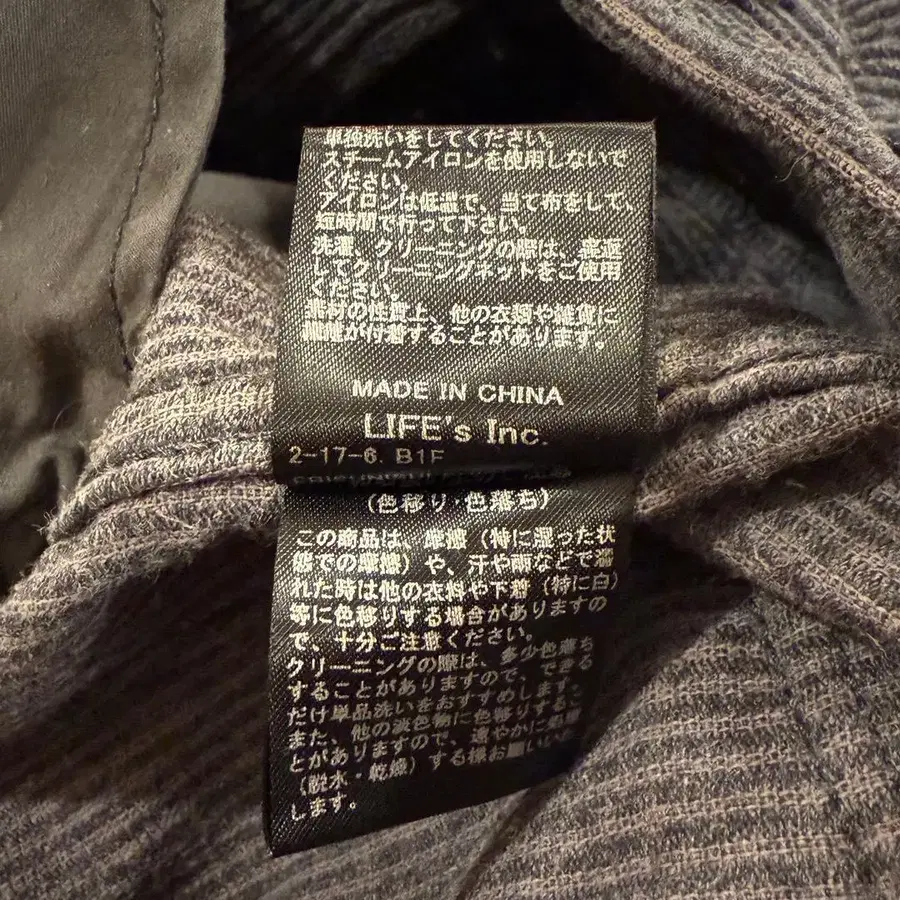 単独洗いをしてください。
スチームアイロンを使用しないで
ください。
アイロンは低温で、当て布をして、
短時間で行って下さい。
洗濯、クリーニングの際は、裏返
してクリーニングネットをご使用
ください。
素材の性質上、他の衣類や雑貨に
繊維が付着することがあります。
MADE IN CHINA
LIFE's Inc.
2-17-6. B1F
(色移り・色落ち)
この商品は、摩擦(特に湿った状
態での摩擦)や、汗や雨などで濡
れた時は他の衣料や下着(特に白)
等に色移りする場合がありますの
で、十分ご注意ください。
クリーニングの際は、多少色落ち
することがありますので、できる
だけ単品洗いをおすすめします。
また、他の淡色物に色移りするこ
とがありますので、速やかに処理
(脱水・乾燥)する様お願いいた
します。